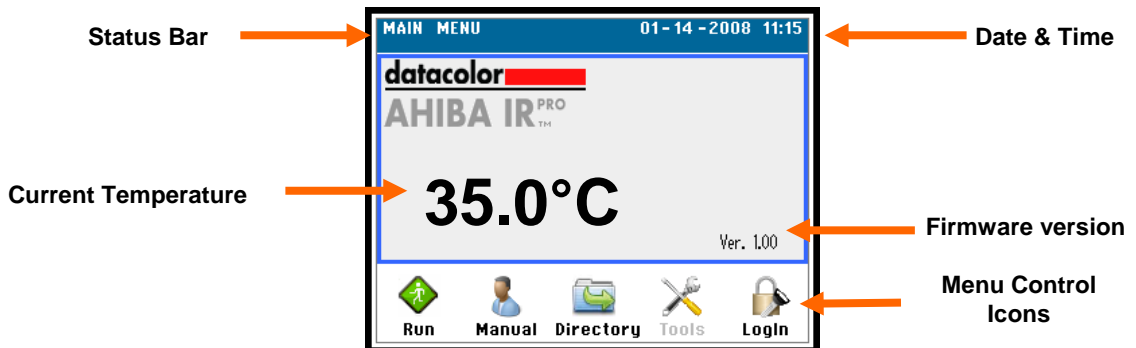 Status Bar
MAIN MENU 01-14-2008 11:15
Date & Time
datacolor
AHIBA IR PRO TM
Current Temperature
35.0°C
Ver. 1.00
Firmware version
Menu Control
Icons
Run Manual Directory Tools LogIn